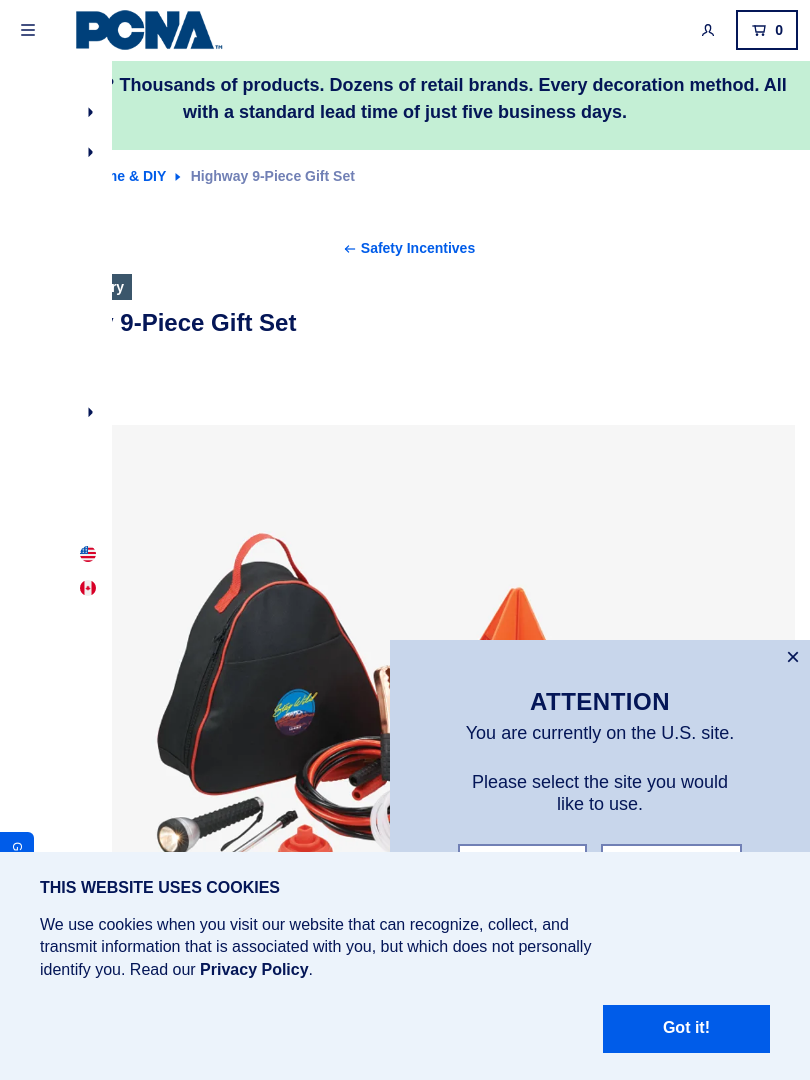 PCNA™
0
? Thousands of products. Dozens of retail brands. Every decoration method. All
with a standard lead time of just five business days.
& DIY
Highway 9-Piece Gift Set
Safety Incentives
9-Piece Gift Set
ATTENTION
You are currently on the U.S. site.
Please select the site you would
like to use.
G
THIS WEBSITE USES COOKIES
We use cookies when you visit our website that can recognize, collect, and
transmit information that is associated with you, but which does not personally
identify you. Read our Privacy Policy.
Got it!